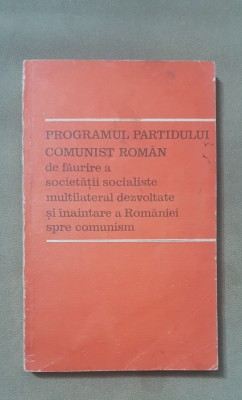 PROGRAMUL PARTIDULUI
COMUNIST ROMÂN
de făurire a
societății socialiste
multilateral dezvoltate
și înaintare a României
spre comunism